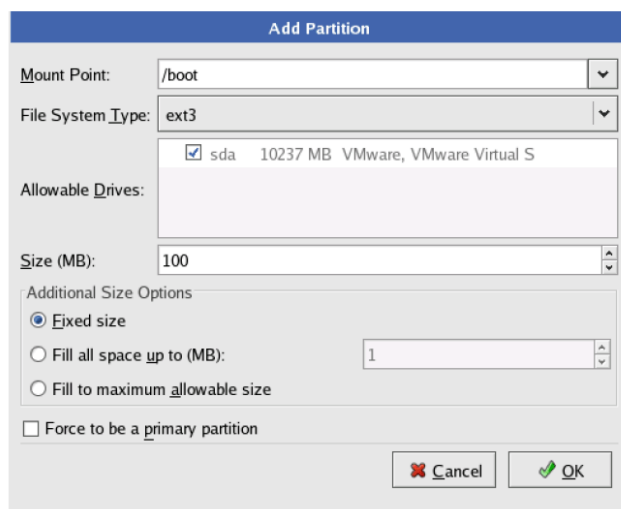 Add Partition
Mount Point: /boot
File System Type: ext3
sda 10237 MB VMware, VMware Virtual S
Allowable Drives:
Size (MB): 100
Additional Size Options
Fixed size
Fill all space up to (MB): 1
Fill to maximum allowable size
Force to be a primary partition
Cancel OK